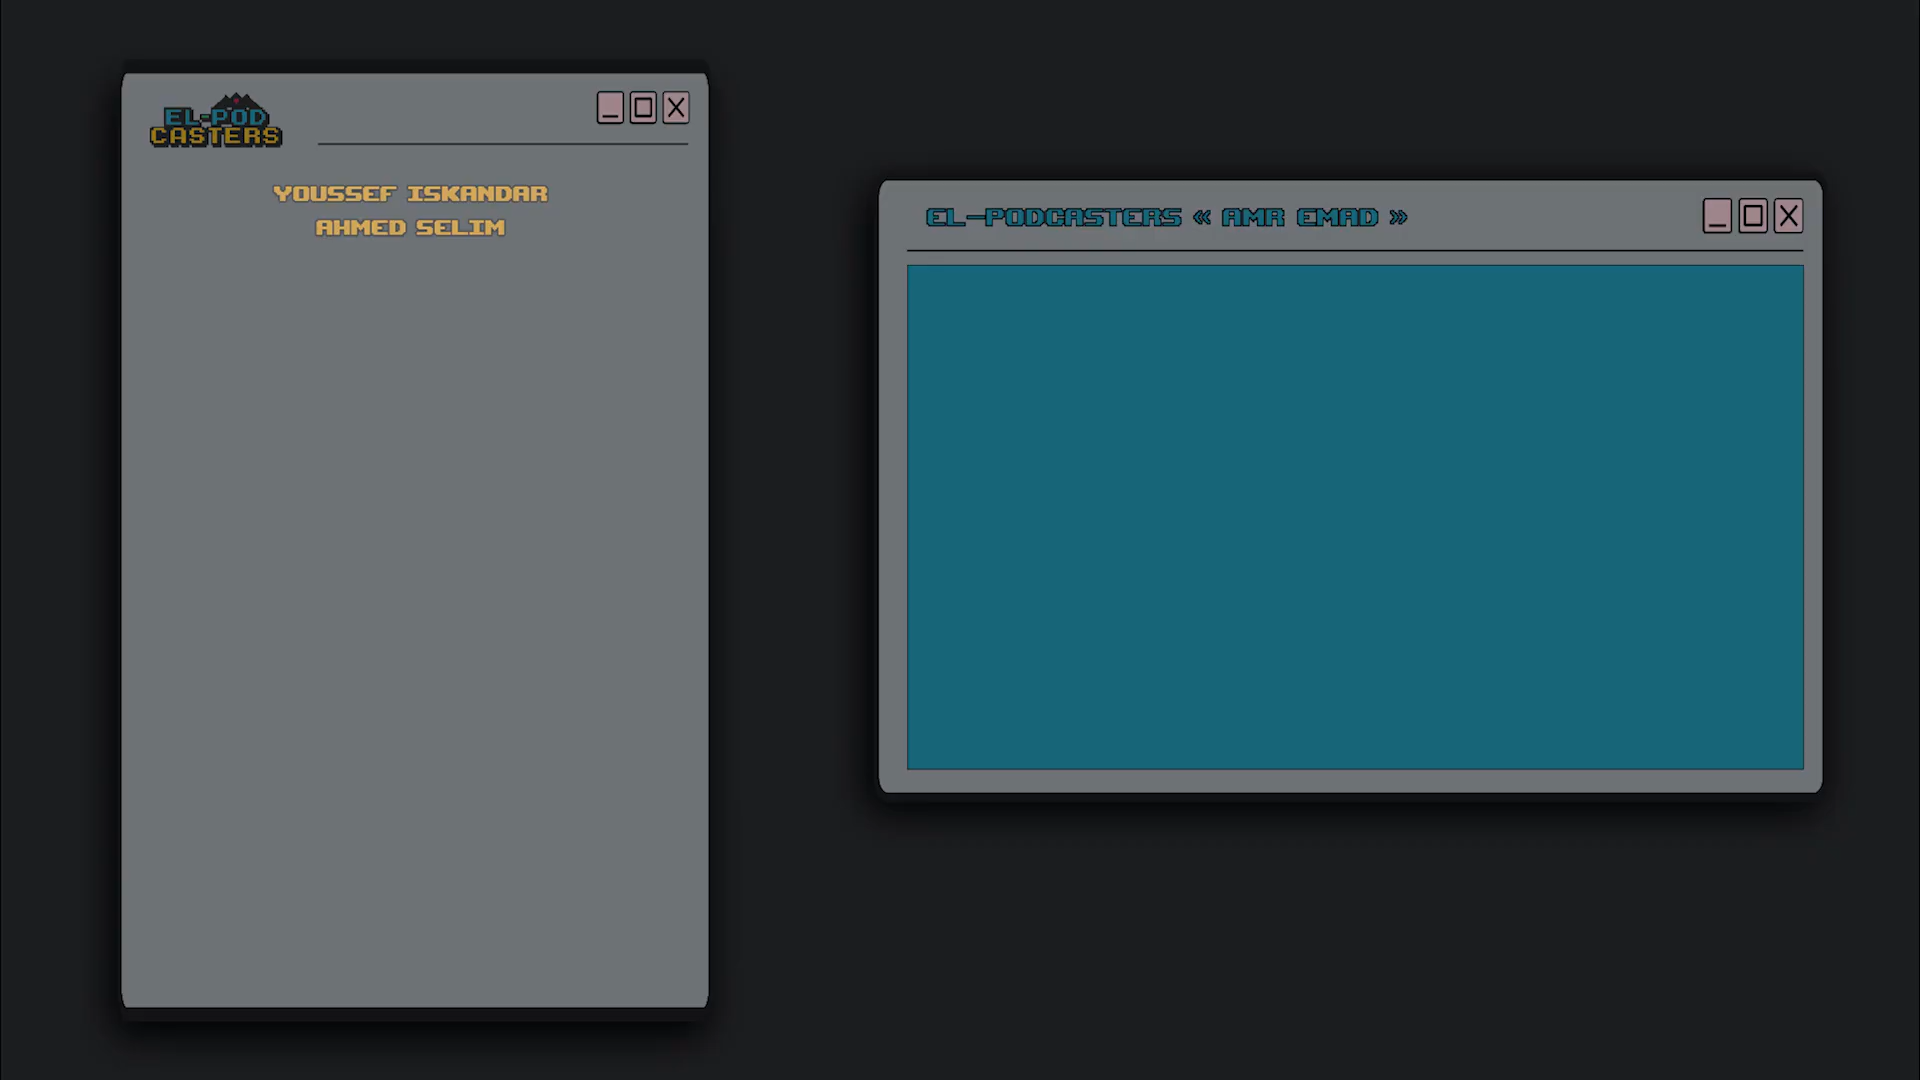 EL-POD
CASTERS
YOUSSEF ISKANDAR
AHMED SELIM
EL-PODCASTERS « AMR EMAD »